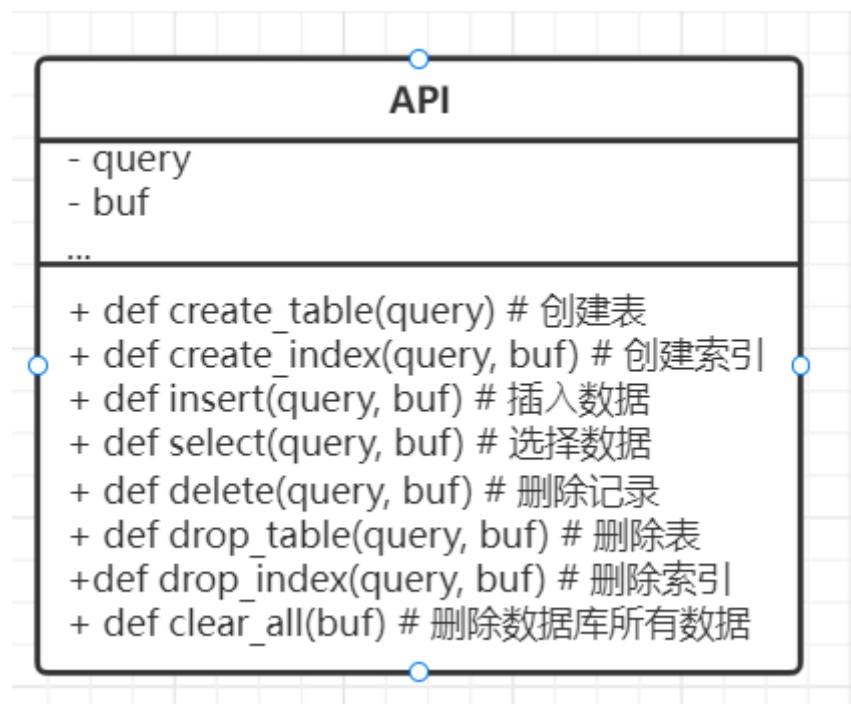 API
- query
- buf
...
+ def create_table(query) # 创建表
+ def create_index(query, buf) # 创建索引
+ def insert(query, buf) # 插入数据
+ def select(query, buf) # 选择数据
+ def delete(query, buf) # 删除记录
+ def drop_table(query, buf) # 删除表
+def drop_index(query, buf) # 删除索引
+ def clear_all(buf) # 删除数据库所有数据